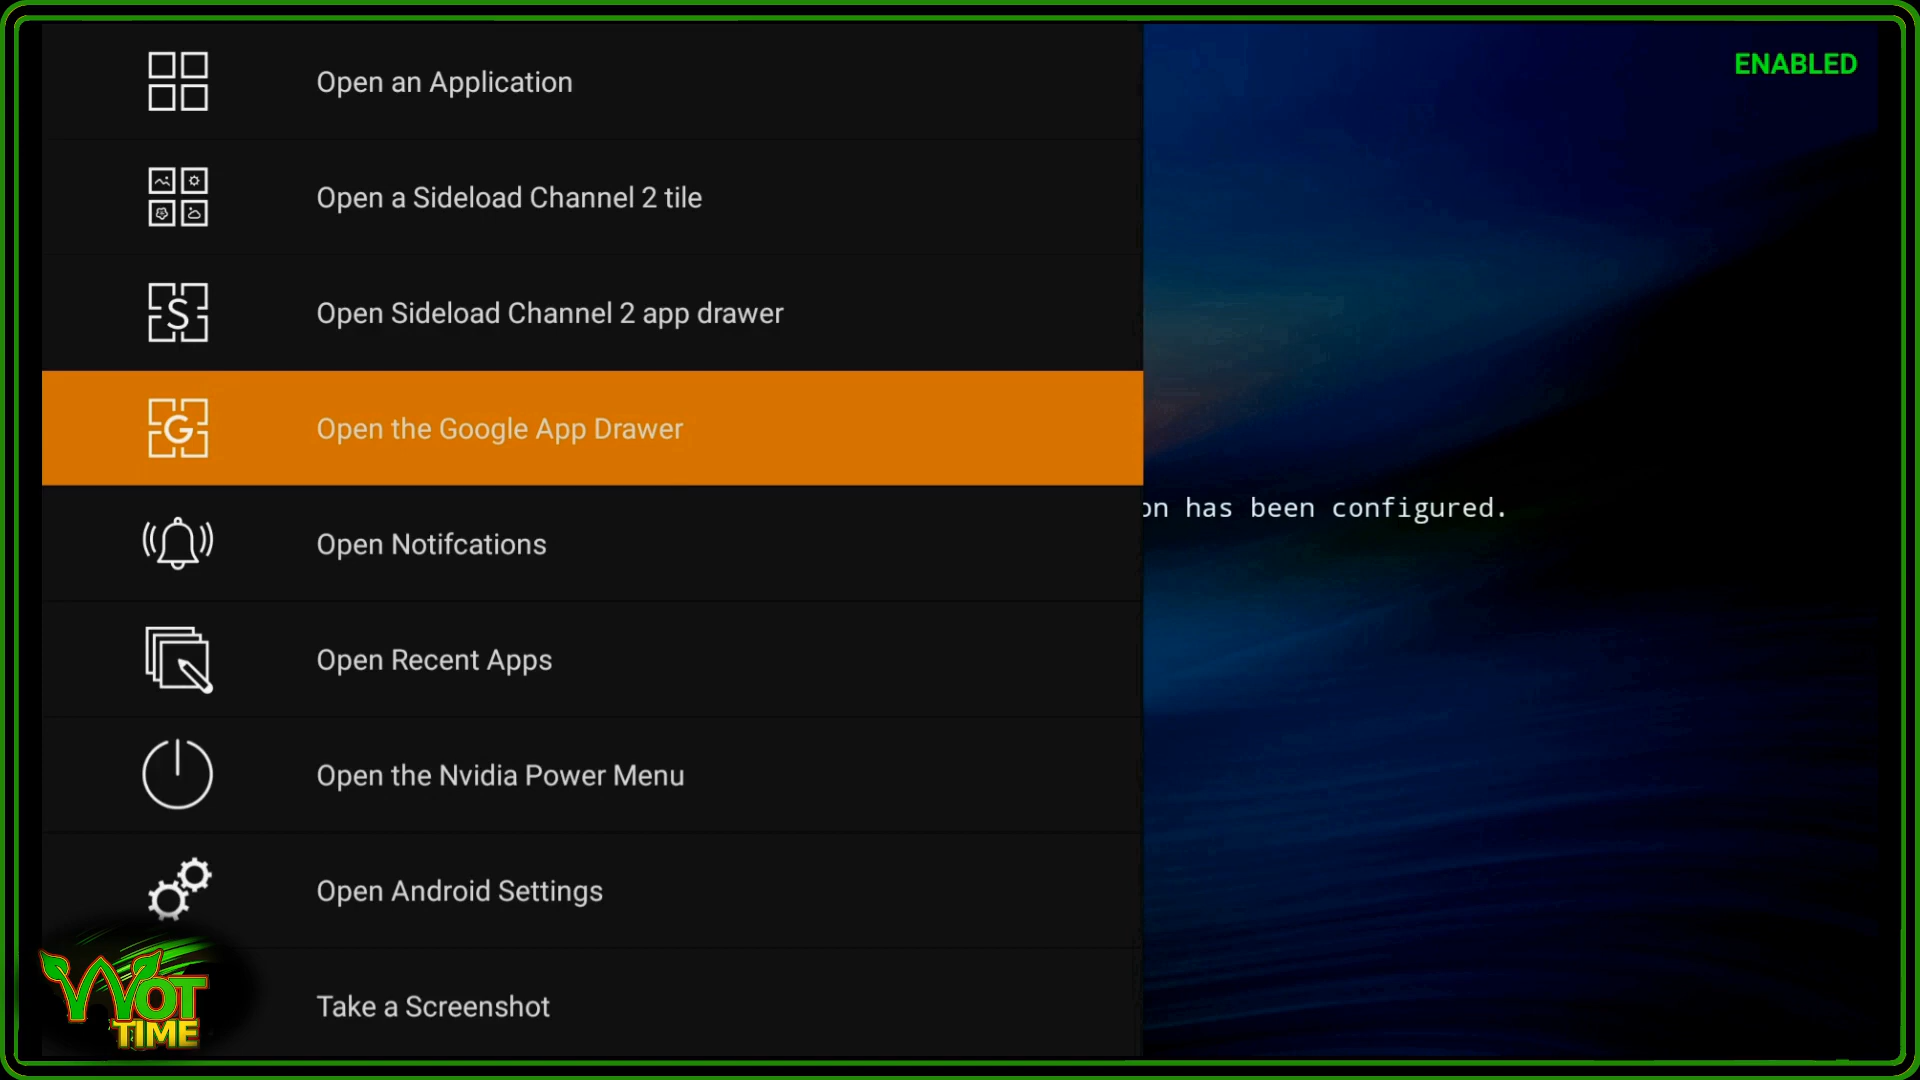 Open an Application
ENABLED
Open a Sideload Channel 2 tile
Open Sideload Channel 2 app drawer
Open the Google App Drawer
has been configured.
Open Notifcations
Open Recent Apps
Open the Nvidia Power Menu
Open Android Settings
Take a Screenshot
WOT
TIME